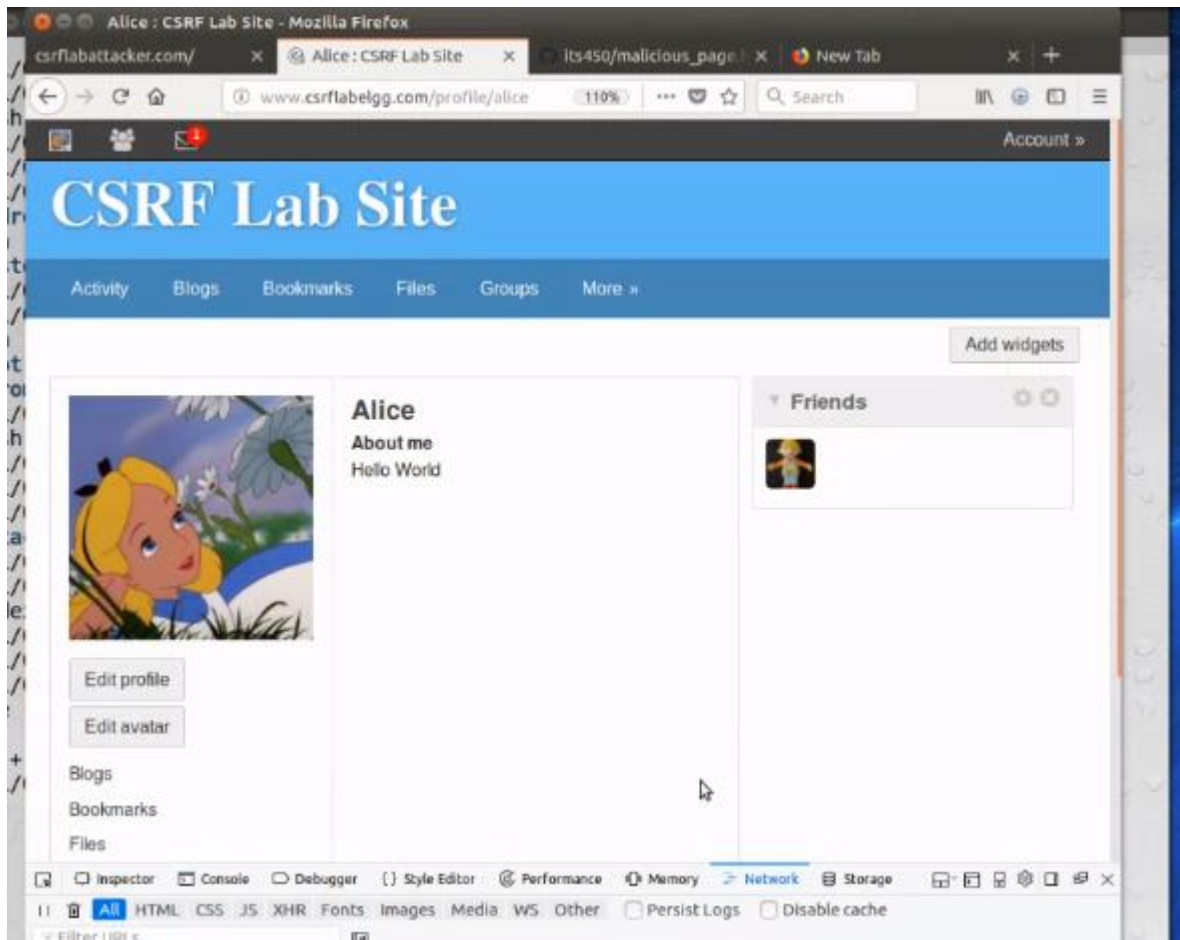 Alice : CSRF Lab Site - Mozilla Firefox
csrflabattacker.com/ Alice : CSRF Lab Site its450/malicious_page. New Tab
www.csrflabelgg.com/profile/alice 110% Search
1 Account »
CSRF Lab Site
Activity Blogs Bookmarks Files Groups More »
Add widgets
Friends
Alice
About me
Hello World
Edit profile
Edit avatar
Blogs
Bookmarks
Files
Inspector Console Debugger {} Style Editor Performance Memory Network Storage
All HTML CSS JS XHR Fonts Images Media WS Other Persist Logs Disable cache
Filter URLs